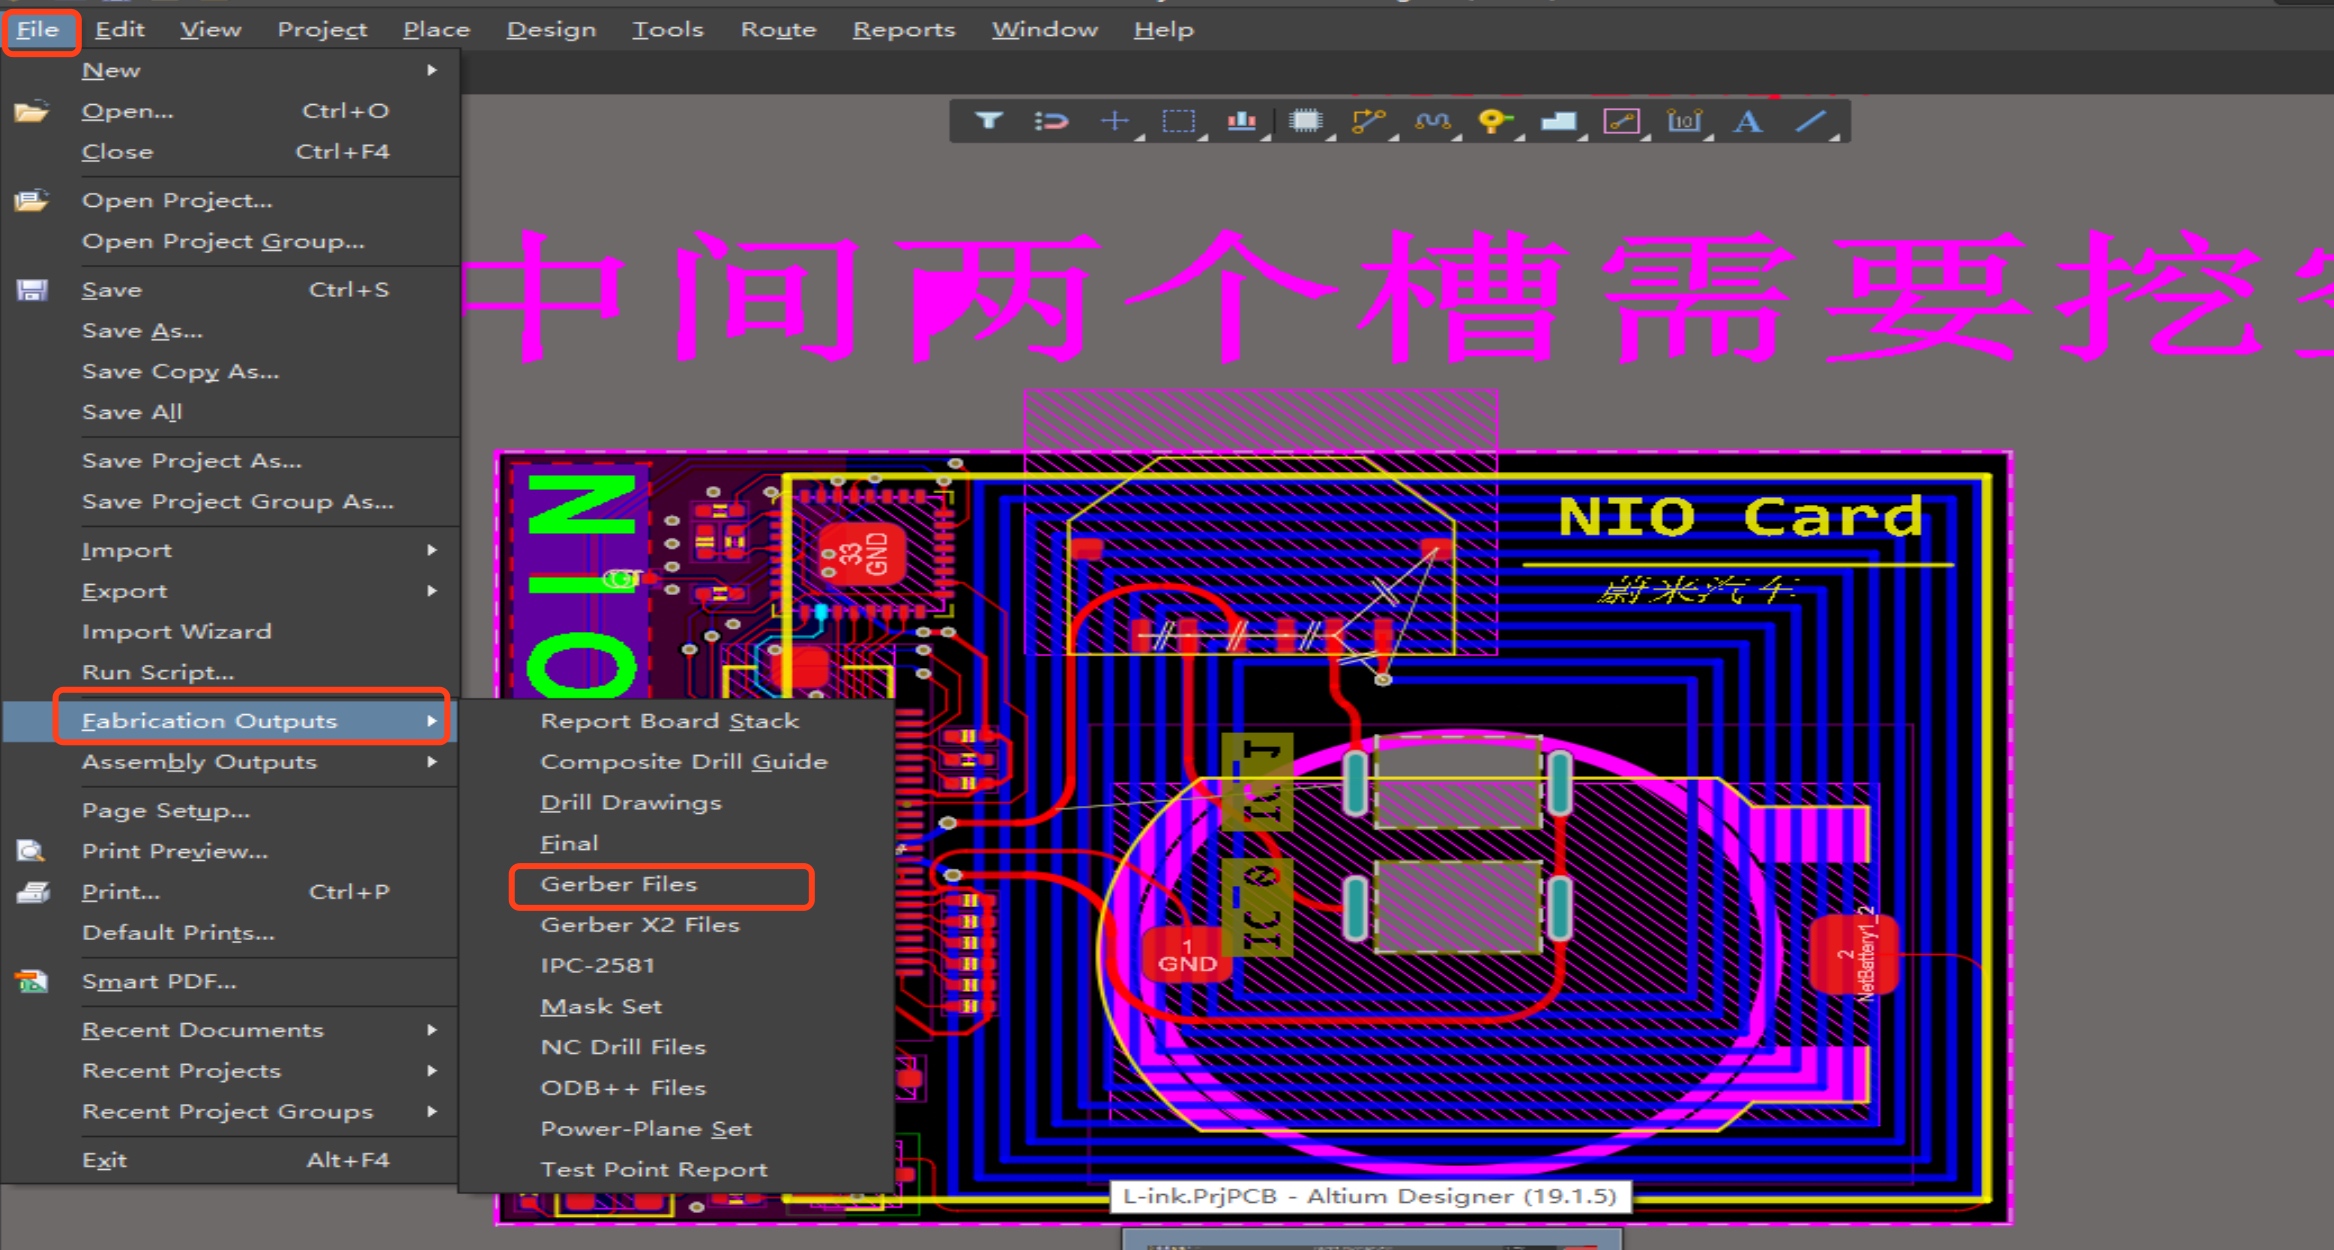 File Edit View Project Place Design Tools Route Reports Window Help
New
Open... Ctrl+O
Close Ctrl+F4
Open Project...
Open Project Group...
Save Ctrl+S
Save As...
Save Copy As...
Save All
Save Project As...
Save Project Group As...
Import
Export
Import Wizard
Run Script...
Fabrication Outputs
Assembly Outputs
Page Setup...
Print Preview...
Print... Ctrl+P
Default Prints...
Smart PDF...
Recent Documents
Recent Projects
Recent Project Groups
Exit Alt+F4
Report Board Stack
Composite Drill Guide
Drill Drawings
Final
Gerber Files
Gerber X2 Files
IPC-2581
Mask Set
NC Drill Files
ODB++ Files
Power-Plane Set
Test Point Report
10
A
中间两个槽需要挖
NIO
33
GND
NIO Card
蔚来汽车
1
GND
2
NetBattery1_2
L-ink.PrjPCB - Altium Designer (19.1.5)